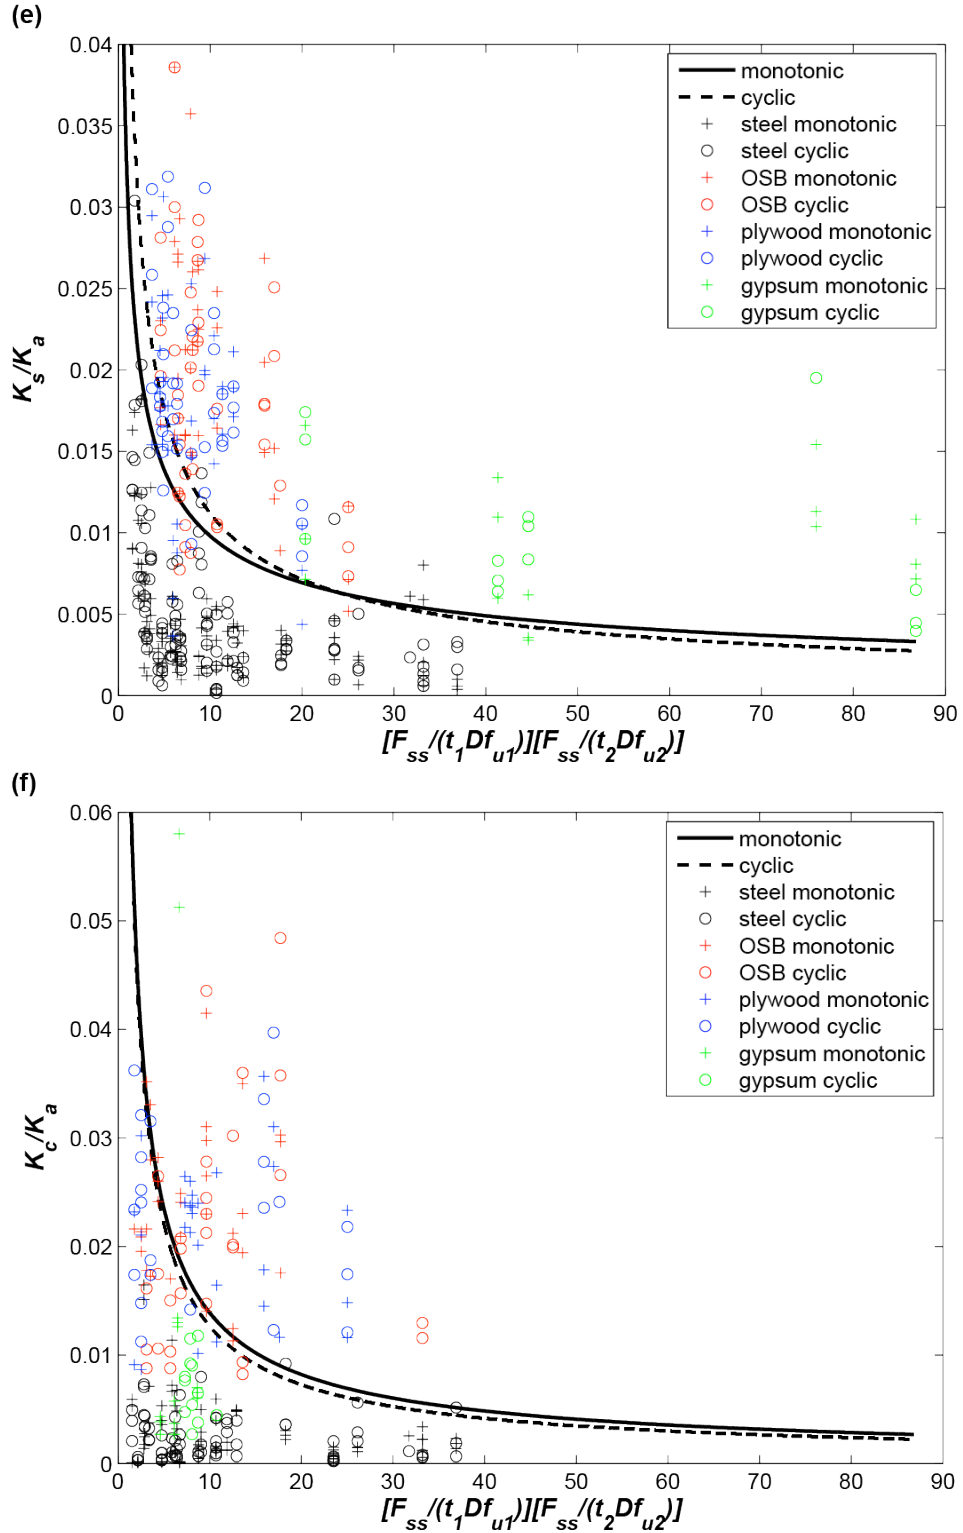 (e)
0.04
0.035
0.03
0.025
0.02
0.015
0.01
0.005
0
K_s/K_a
monotonic
cyclic
steel monotonic
steel cyclic
OSB monotonic
OSB cyclic
plywood monotonic
plywood cyclic
gypsum monotonic
gypsum cyclic
0 10 20 30 40 50 60 70 80 90
[F_ss/(t_1Df_u1)][F_ss/(t_2Df_u2)]
(f)
0.06
0.05
0.04
0.03
0.02
0.01
0
K_c/K_a
monotonic
cyclic
steel monotonic
steel cyclic
OSB monotonic
OSB cyclic
plywood monotonic
plywood cyclic
gypsum monotonic
gypsum cyclic
0 10 20 30 40 50 60 70 80 90
[F_ss/(t_1Df_u1)][F_ss/(t_2Df_u2)]